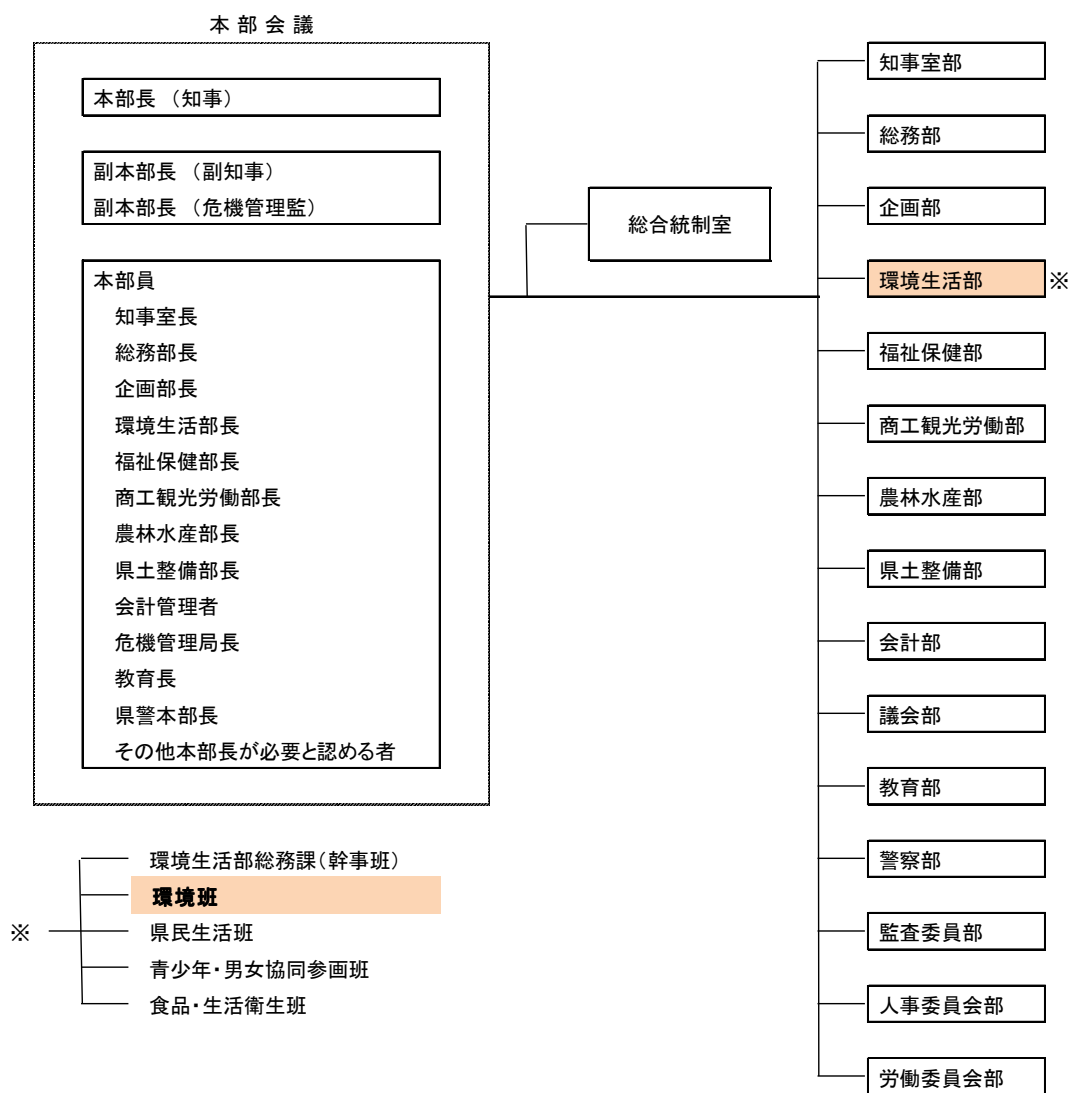 本部会議
本部長 （知事）
副本部長 （副知事）
副本部長 （危機管理監）
本部員
知事室長
総務部長
企画部長
環境生活部長
福祉保健部長
商工観光労働部長
農林水産部長
県土整備部長
会計管理者
危機管理局長
教育長
県警本部長
その他本部長が必要と認める者
総合統制室
知事室部
総務部
企画部
環境生活部 ※
福祉保健部
商工観光労働部
農林水産部
県土整備部
会計部
議会部
教育部
警察部
監査委員部
人事委員会部
労働委員会部
※
環境生活部総務課（幹事班）
環境班
県民生活班
青少年・男女協同参画班
食品・生活衛生班